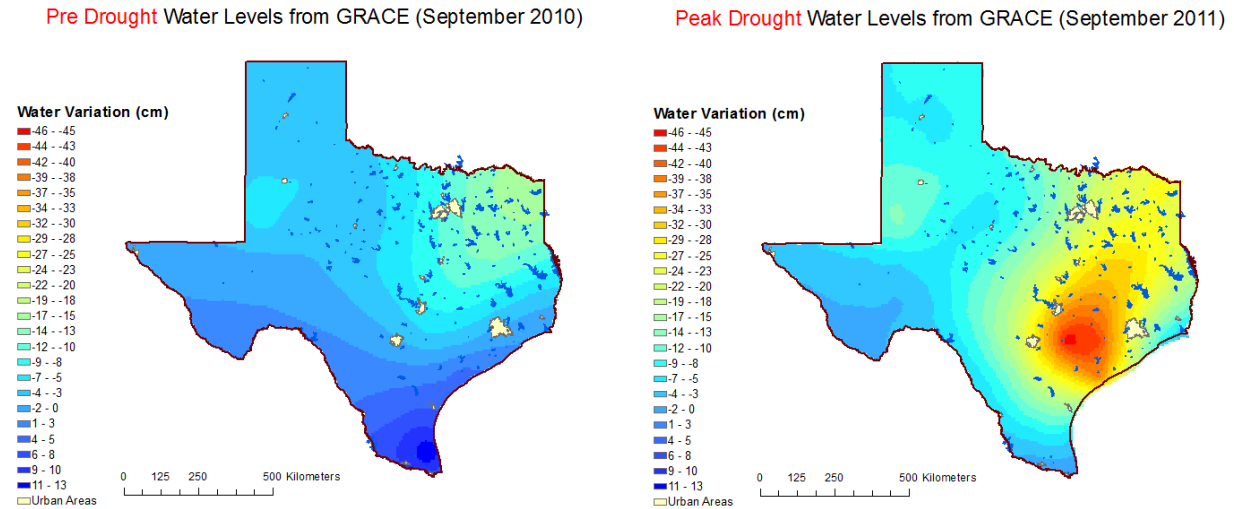 Pre Drought Water Levels from GRACE (September 2010)
Water Variation (cm)
-46 - -45
-44 - -43
-42 - -40
-39 - -38
-37 - -35
-34 - -33
-32 - -30
-29 - -28
-27 - -25
-24 - -23
-22 - -20
-19 - -18
-17 - -15
-14 - -13
-12 - -10
-9 - -8
-7 - -5
-4 - -3
-2 - 0
1 - 3
4 - 5
6 - 8
9 - 10
11 - 13
Urban Areas
0 125 250 500 Kilometers
Peak Drought Water Levels from GRACE (September 2011)
Water Variation (cm)
-46 - -45
-44 - -43
-42 - -40
-39 - -38
-37 - -35
-34 - -33
-32 - -30
-29 - -28
-27 - -25
-24 - -23
-22 - -20
-19 - -18
-17 - -15
-14 - -13
-12 - -10
-9 - -8
-7 - -5
-4 - -3
-2 - 0
1 - 3
4 - 5
6 - 8
9 - 10
11 - 13
Urban Areas
0 125 250 500 Kilometers